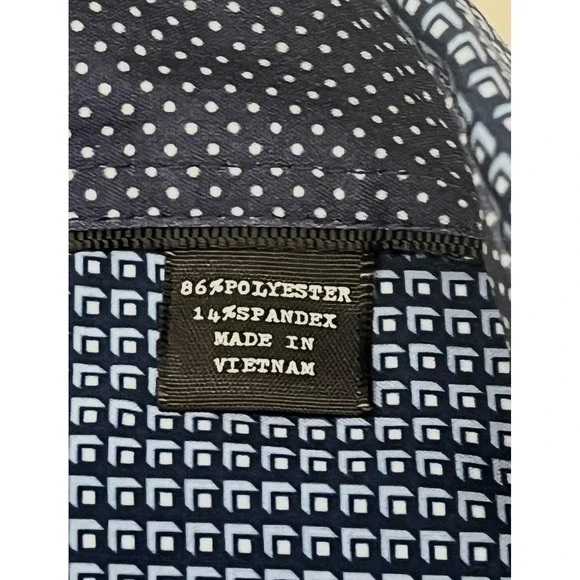 86%POLYESTER
14%SPANDEX
MADE IN
VIETNAM